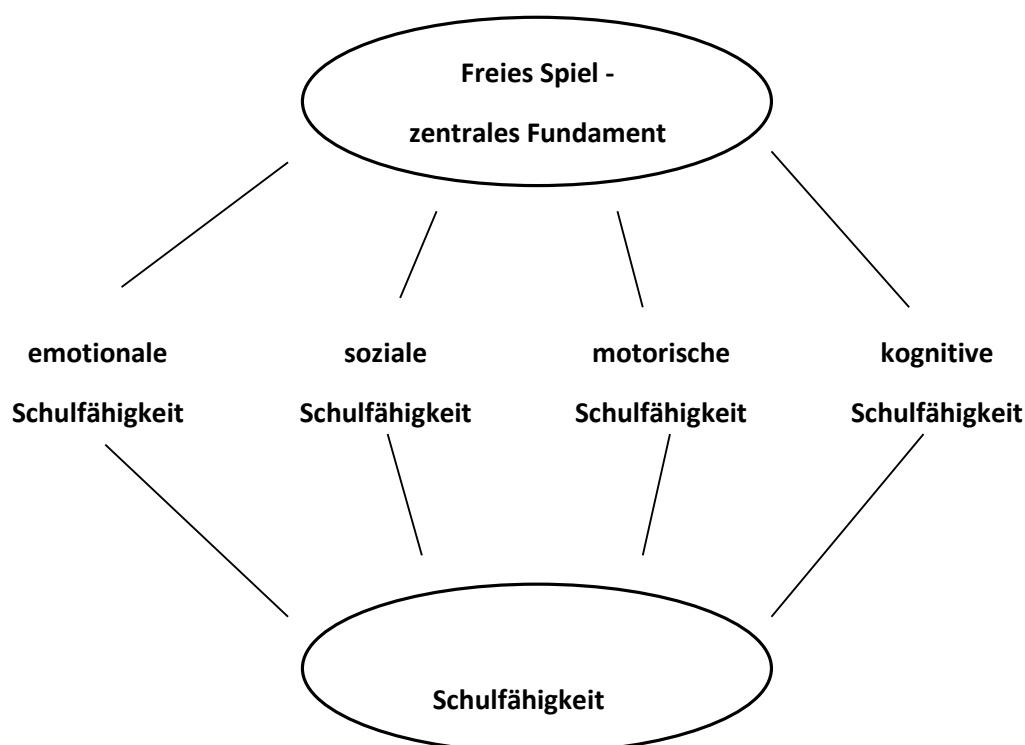 Freies Spiel -
zentrales Fundament
emotionale soziale motorische kognitive
Schulfähigkeit Schulfähigkeit Schulfähigkeit Schulfähigkeit
Schulfähigkeit